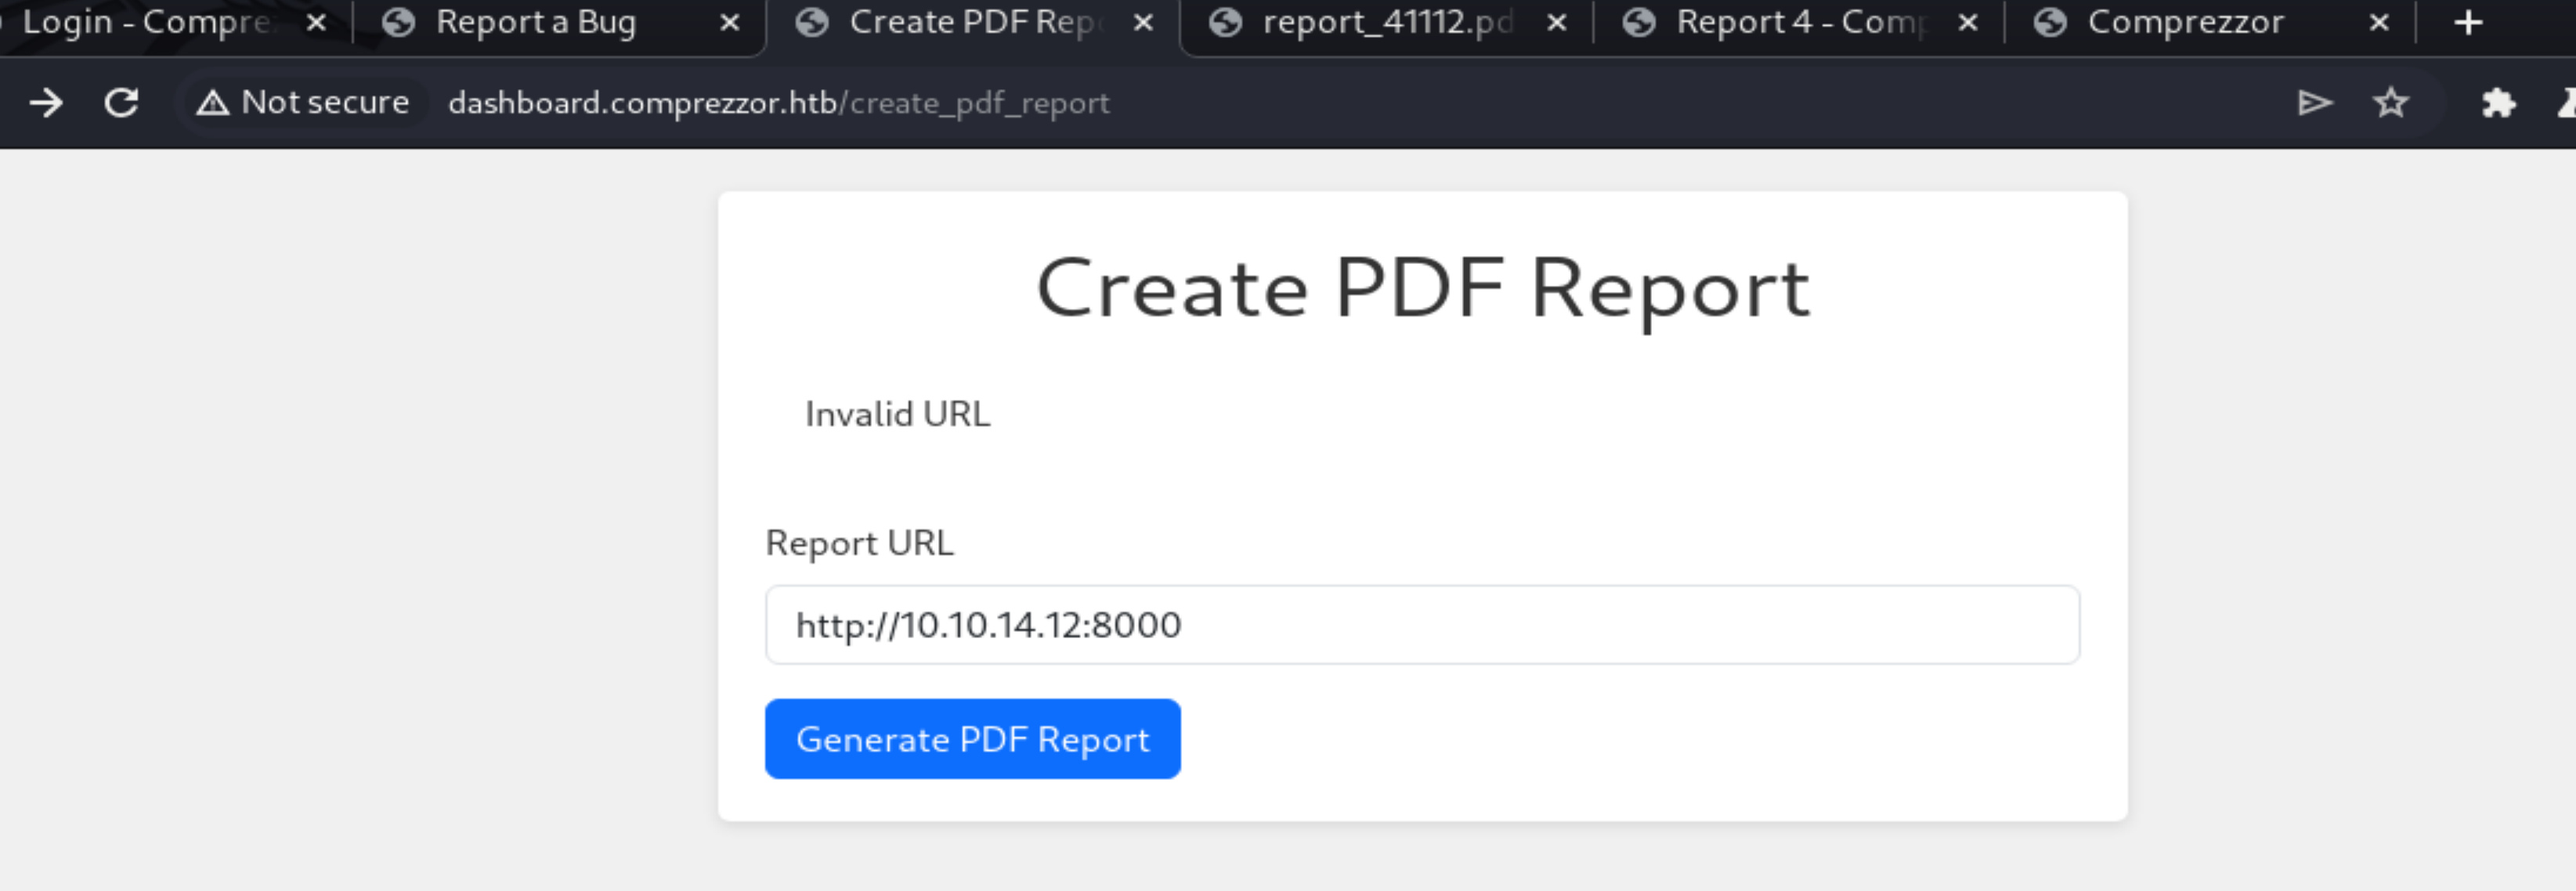 Login - Compre
Report a Bug
Create PDF Rep
report_41112.pd
Report 4 - Com
Comprezzor
Not secure
dashboard.comprezzor.htb/create_pdf_report
Create PDF Report
Invalid URL
Report URL
http://10.10.14.12:8000
Generate PDF Report